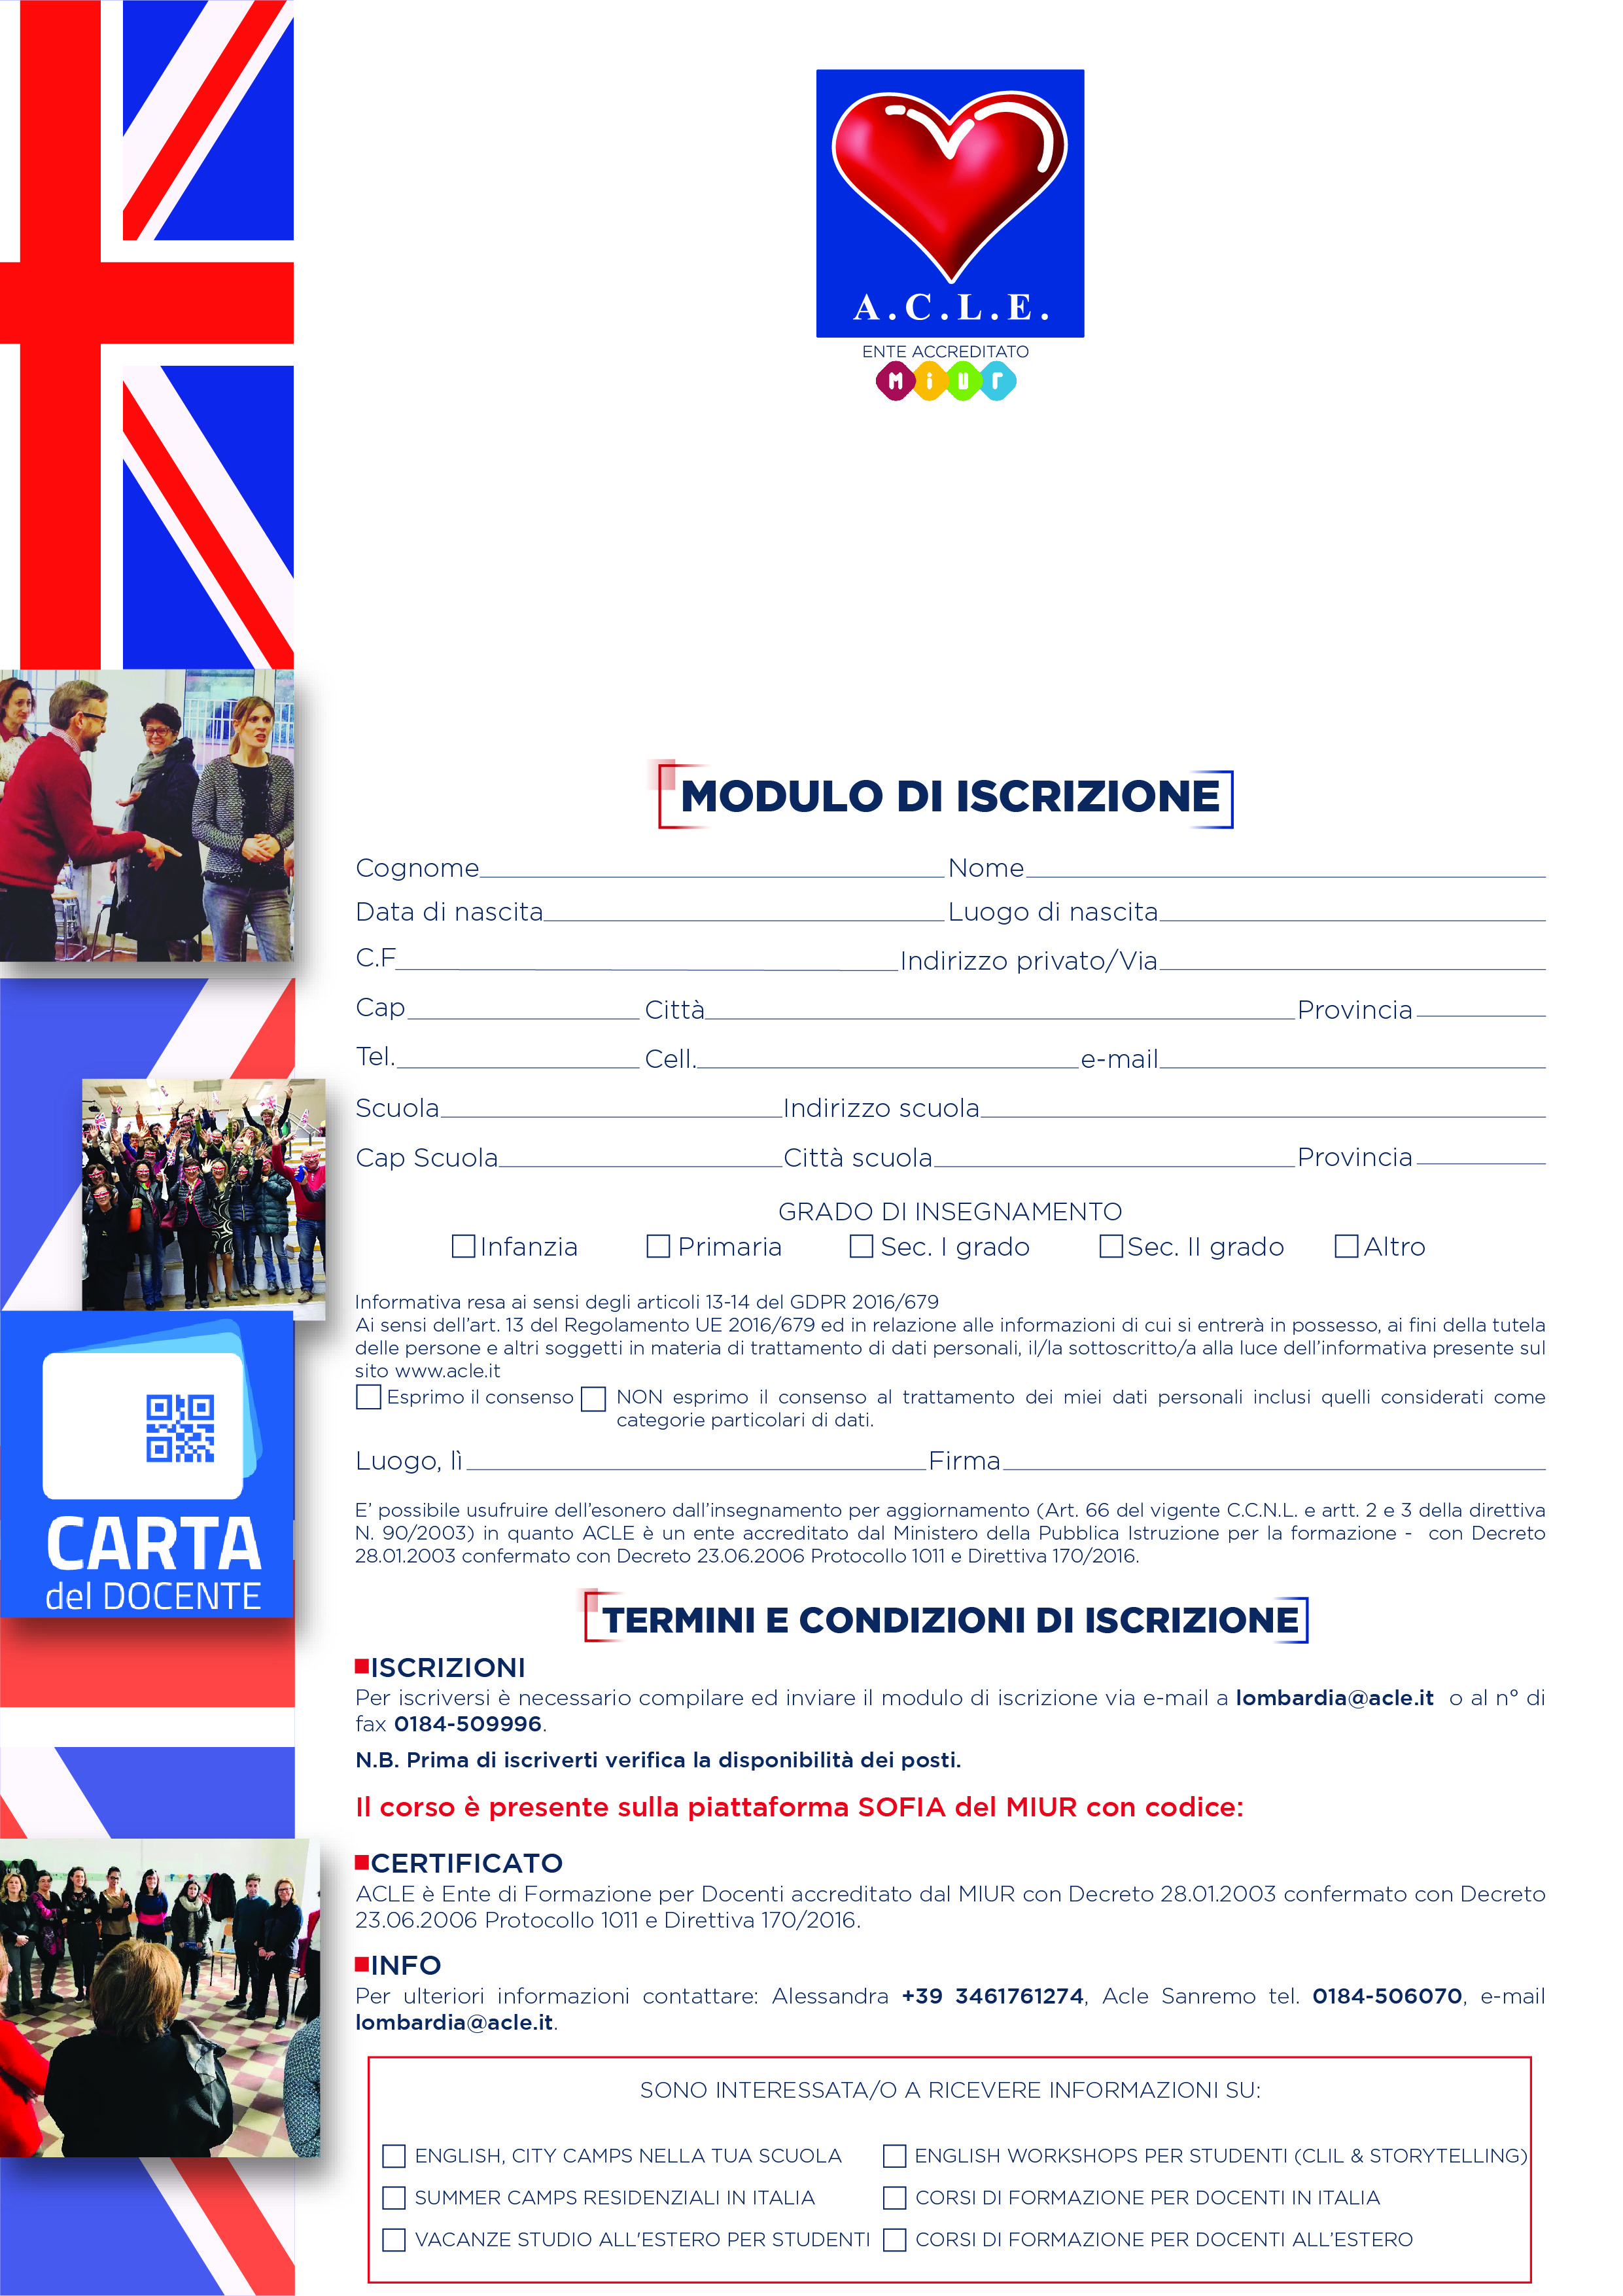 A.C.L.E.
ENTE ACCREDITATO
MiUr
MODULO DI ISCRIZIONE
Cognome Nome
Data di nascita Luogo di nascita
C.F Indirizzo privato/Via
Cap Città Provincia
Tel. Cell. e-mail
Scuola Indirizzo scuola
Cap Scuola Città scuola Provincia
GRADO DI INSEGNAMENTO
Infanzia Primaria Sec. I grado Sec. II grado Altro
Informativa resa ai sensi degli articoli 13-14 del GDPR 2016/679
Ai sensi dell'art. 13 del Regolamento UE 2016/679 ed in relazione alle informazioni di cui si entrerà in possesso, ai fini della tutela
delle persone e altri soggetti in materia di trattamento di dati personali, il/la sottoscritto/a alla luce dell'informativa presente sul
sito www.acle.it
Esprimo il consenso NON esprimo il consenso al trattamento dei miei dati personali inclusi quelli considerati come
categorie particolari di dati.
Luogo, lì Firma
E' possibile usufruire dell'esonero dall'insegnamento per aggiornamento (Art. 66 del vigente C.C.N.L. e artt. 2 e 3 della direttiva
N. 90/2003) in quanto ACLE è un ente accreditato dal Ministero della Pubblica Istruzione per la formazione - con Decreto
28.01.2003 confermato con Decreto 23.06.2006 Protocollo 1011 e Direttiva 170/2016.
CARTA
del DOCENTE
TERMINI E CONDIZIONI DI ISCRIZIONE
ISCRIZIONI
Per iscriversi è necessario compilare ed inviare il modulo di iscrizione via e-mail a lombardia@acle.it o al n° di
fax 0184-509996.
N.B. Prima di iscriverti verifica la disponibilità dei posti.
Il corso è presente sulla piattaforma SOFIA del MIUR con codice:
CERTIFICATO
ACLE è Ente di Formazione per Docenti accreditato dal MIUR con Decreto 28.01.2003 confermato con Decreto
23.06.2006 Protocollo 1011 e Direttiva 170/2016.
INFO
Per ulteriori informazioni contattare: Alessandra +39 3461761274, Acle Sanremo tel. 0184-506070, e-mail
lombardia@acle.it.
SONO INTERESSATA/O A RICEVERE INFORMAZIONI SU:
ENGLISH, CITY CAMPS NELLA TUA SCUOLA ENGLISH WORKSHOPS PER STUDENTI (CLIL & STORYTELLING)
SUMMER CAMPS RESIDENZIALI IN ITALIA CORSI DI FORMAZIONE PER DOCENTI IN ITALIA
VACANZE STUDIO ALL'ESTERO PER STUDENTI CORSI DI FORMAZIONE PER DOCENTI ALL'ESTERO